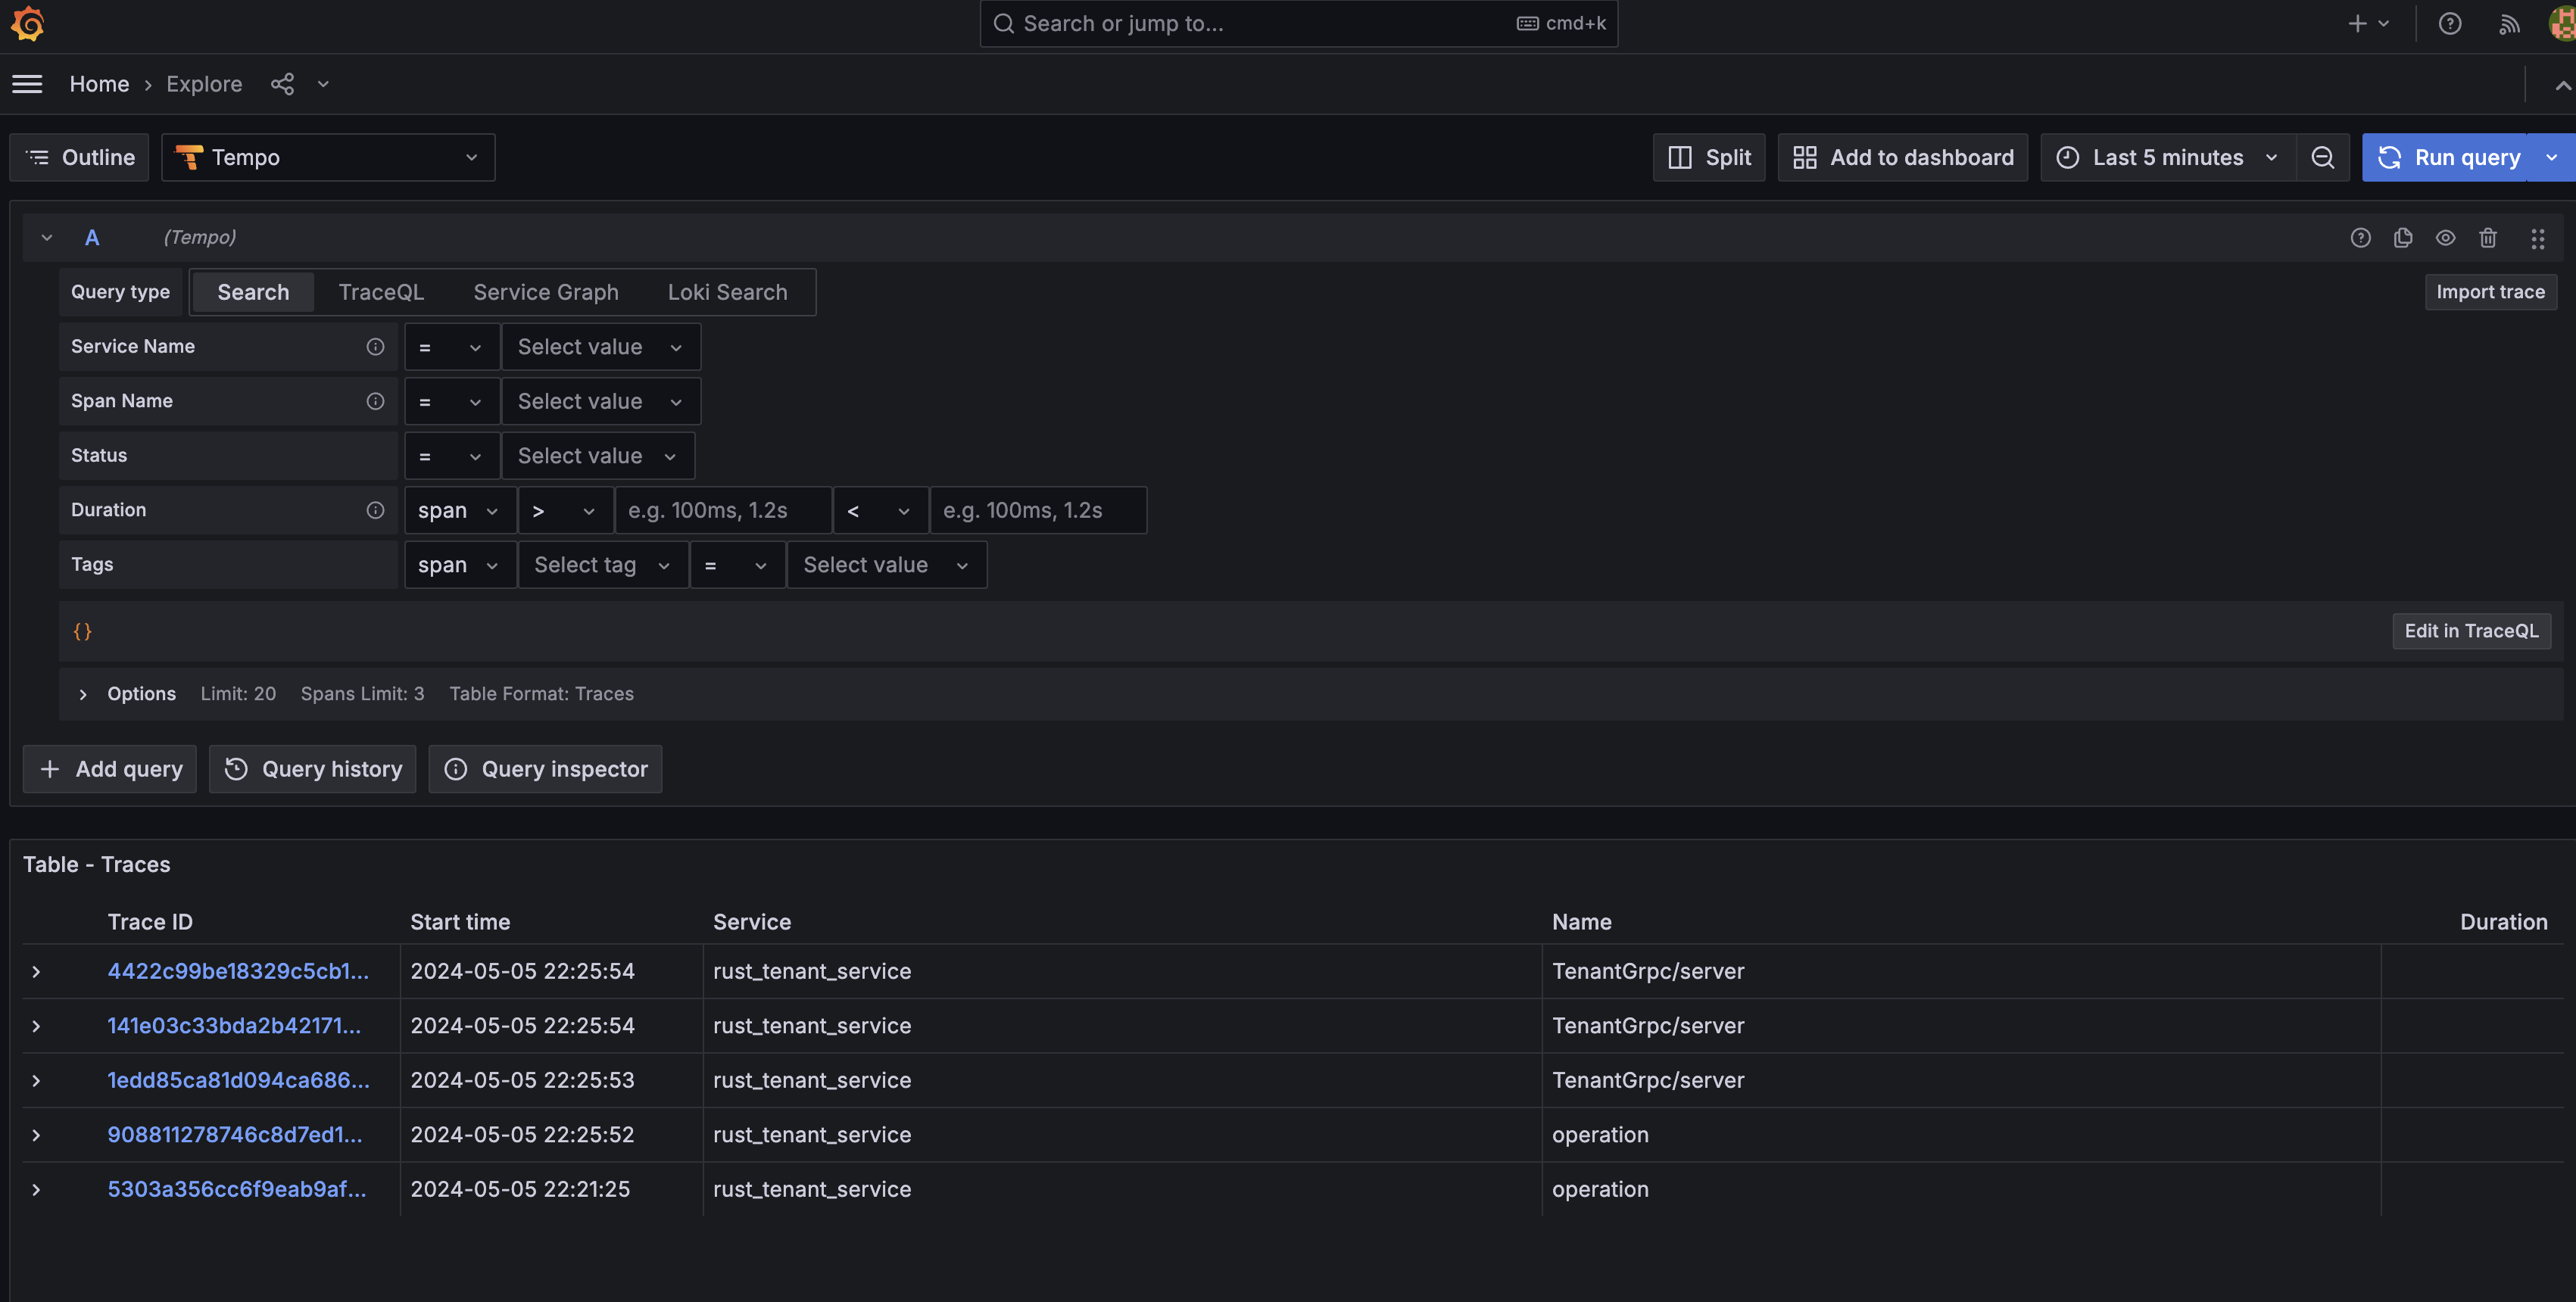 Search or jump to... cmd+k
Home › Explore
Outline Tempo Split Add to dashboard Last 5 minutes Run query
A (Tempo)
Query type Search TraceQL Service Graph Loki Search Import trace
Service Name = Select value
Span Name = Select value
Status = Select value
Duration span > e.g. 100ms, 1.2s < e.g. 100ms, 1.2s
Tags span Select tag = Select value
{} Edit in TraceQL
Options Limit: 20 Spans Limit: 3 Table Format: Traces
Add query Query history Query inspector
Table - Traces
Trace ID Start time Service Name Duration
4422c99be18329c5cb1... 2024-05-05 22:25:54 rust_tenant_service TenantGrpc/server
141e03c33bda2b42171... 2024-05-05 22:25:54 rust_tenant_service TenantGrpc/server
1edd85ca81d094ca686... 2024-05-05 22:25:53 rust_tenant_service TenantGrpc/server
908811278746c8d7ed1... 2024-05-05 22:25:52 rust_tenant_service operation
5303a356cc6f9eab9af... 2024-05-05 22:21:25 rust_tenant_service operation